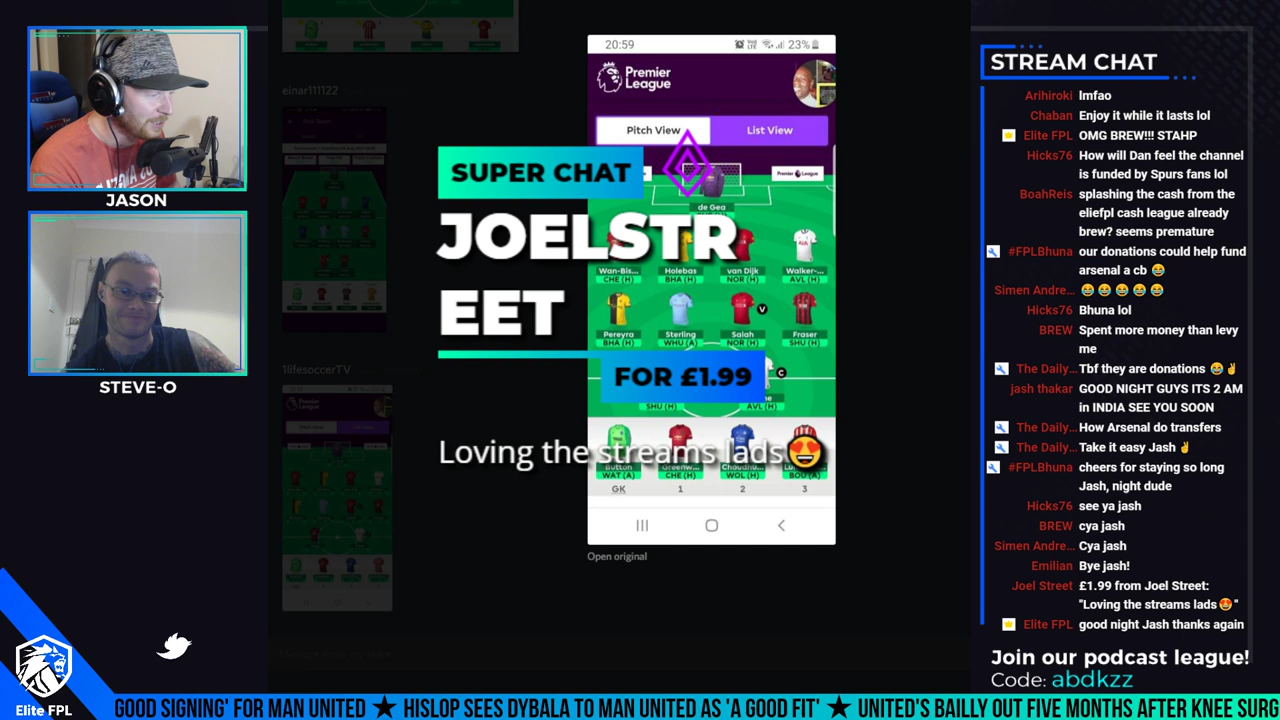 JASON
STEVE-O
Elite FPL
einar111122
1lifesoccerTV
20:59
23%
Premier
League
Pitch View
List View
Premier League
SUPER CHAT
JOELSTR
EET
FOR £1.99
Loving the streams lads😍
de Gea
Wan-Bis...
CHE (H)
Holebas
BHA (H)
van Dijk
NOR (H)
Walker-...
AVL (H)
Pereyra
BHA (H)
Sterling
WHU (A)
Salah
NOR (H)
V
Fraser
SHU (H)
C
SHU (H)
AVL (H)
Button
WAT (A)
Greenw...
CHE (H)
Choudhu...
WOL (H)
BOU (A)
GK
1
2
3
Open original
STREAM CHAT
Arihiroki lmao
Chaban Enjoy it while it lasts lol
Elite FPL OMG BREW!!! STAHP
Hicks76 How will Dan feel the channel
is funded by Spurs fans lol
BoahReis splashing the cash from the
eliefpl cash league already
brew? seems premature
#FPLBhuna our donations could help fund
arsenal a cb 😂
Simen Andre... 😂😂😂😂😂
Hicks76 Bhuna lol
BREW Spent more money than levy
me
The Daily... Tbf they are donations 😂✌
jash thakar GOOD NIGHT GUYS ITS 2 AM
in INDIA SEE YOU SOON
The Daily... How Arsenal do transfers
The Daily... Take it easy Jash ✌
#FPLBhuna cheers for staying so long
Jash, night dude
Hicks76 see ya jash
BREW cya jash
Simen Andre... Cya jash
Emilian Bye jash!
Joel Street £1.99 from Joel Street:
"Loving the streams lads😍"
Elite FPL good night Jash thanks again
Join our podcast league!
Code: abdkzz
GOOD SIGNING' FOR MAN UNITED ★ HISLOP SEES DYBALA TO MAN UNITED AS 'A GOOD FIT' ★ UNITED'S BAILLY OUT FIVE MONTHS AFTER KNEE SURG